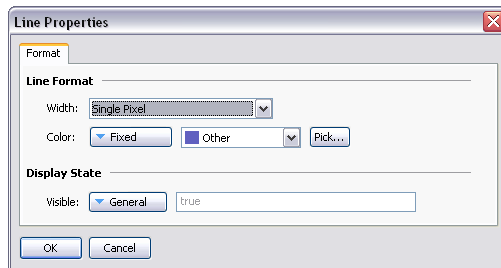 Line Properties
Format
Line Format
Width: Single Pixel
Color: Fixed Other Pick...
Display State
Visible: General true
OK Cancel